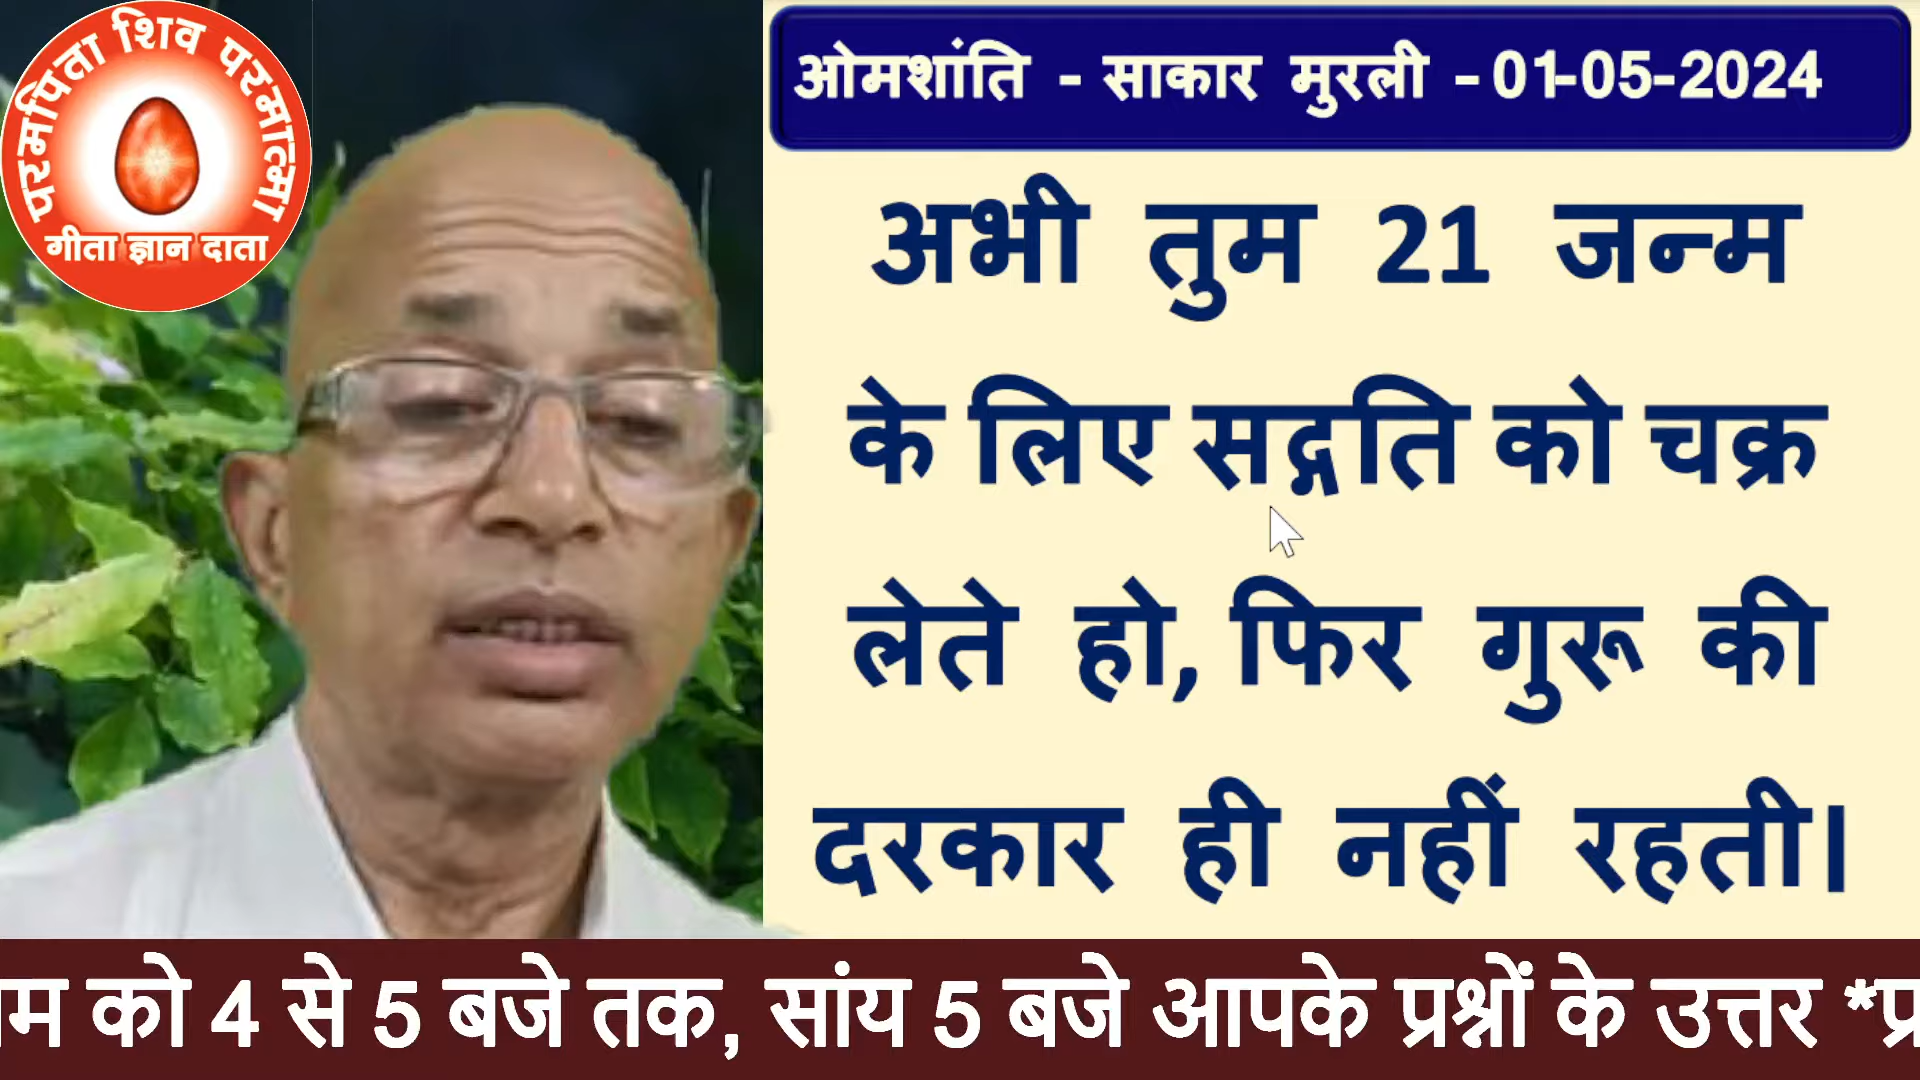 परमपिता शिव परमात्मा
गीता ज्ञान दाता
ओमशांति - साकार मुरली - 01-05-2024
अभी तुम 21 जन्म
के लिए सद्गति को चक्र
लेते हो, फिर गुरू की
दरकार ही नहीं रहती।
को 4 से 5 बजे तक, सांय 5 बजे आपके प्रश्नों के उत्तर *